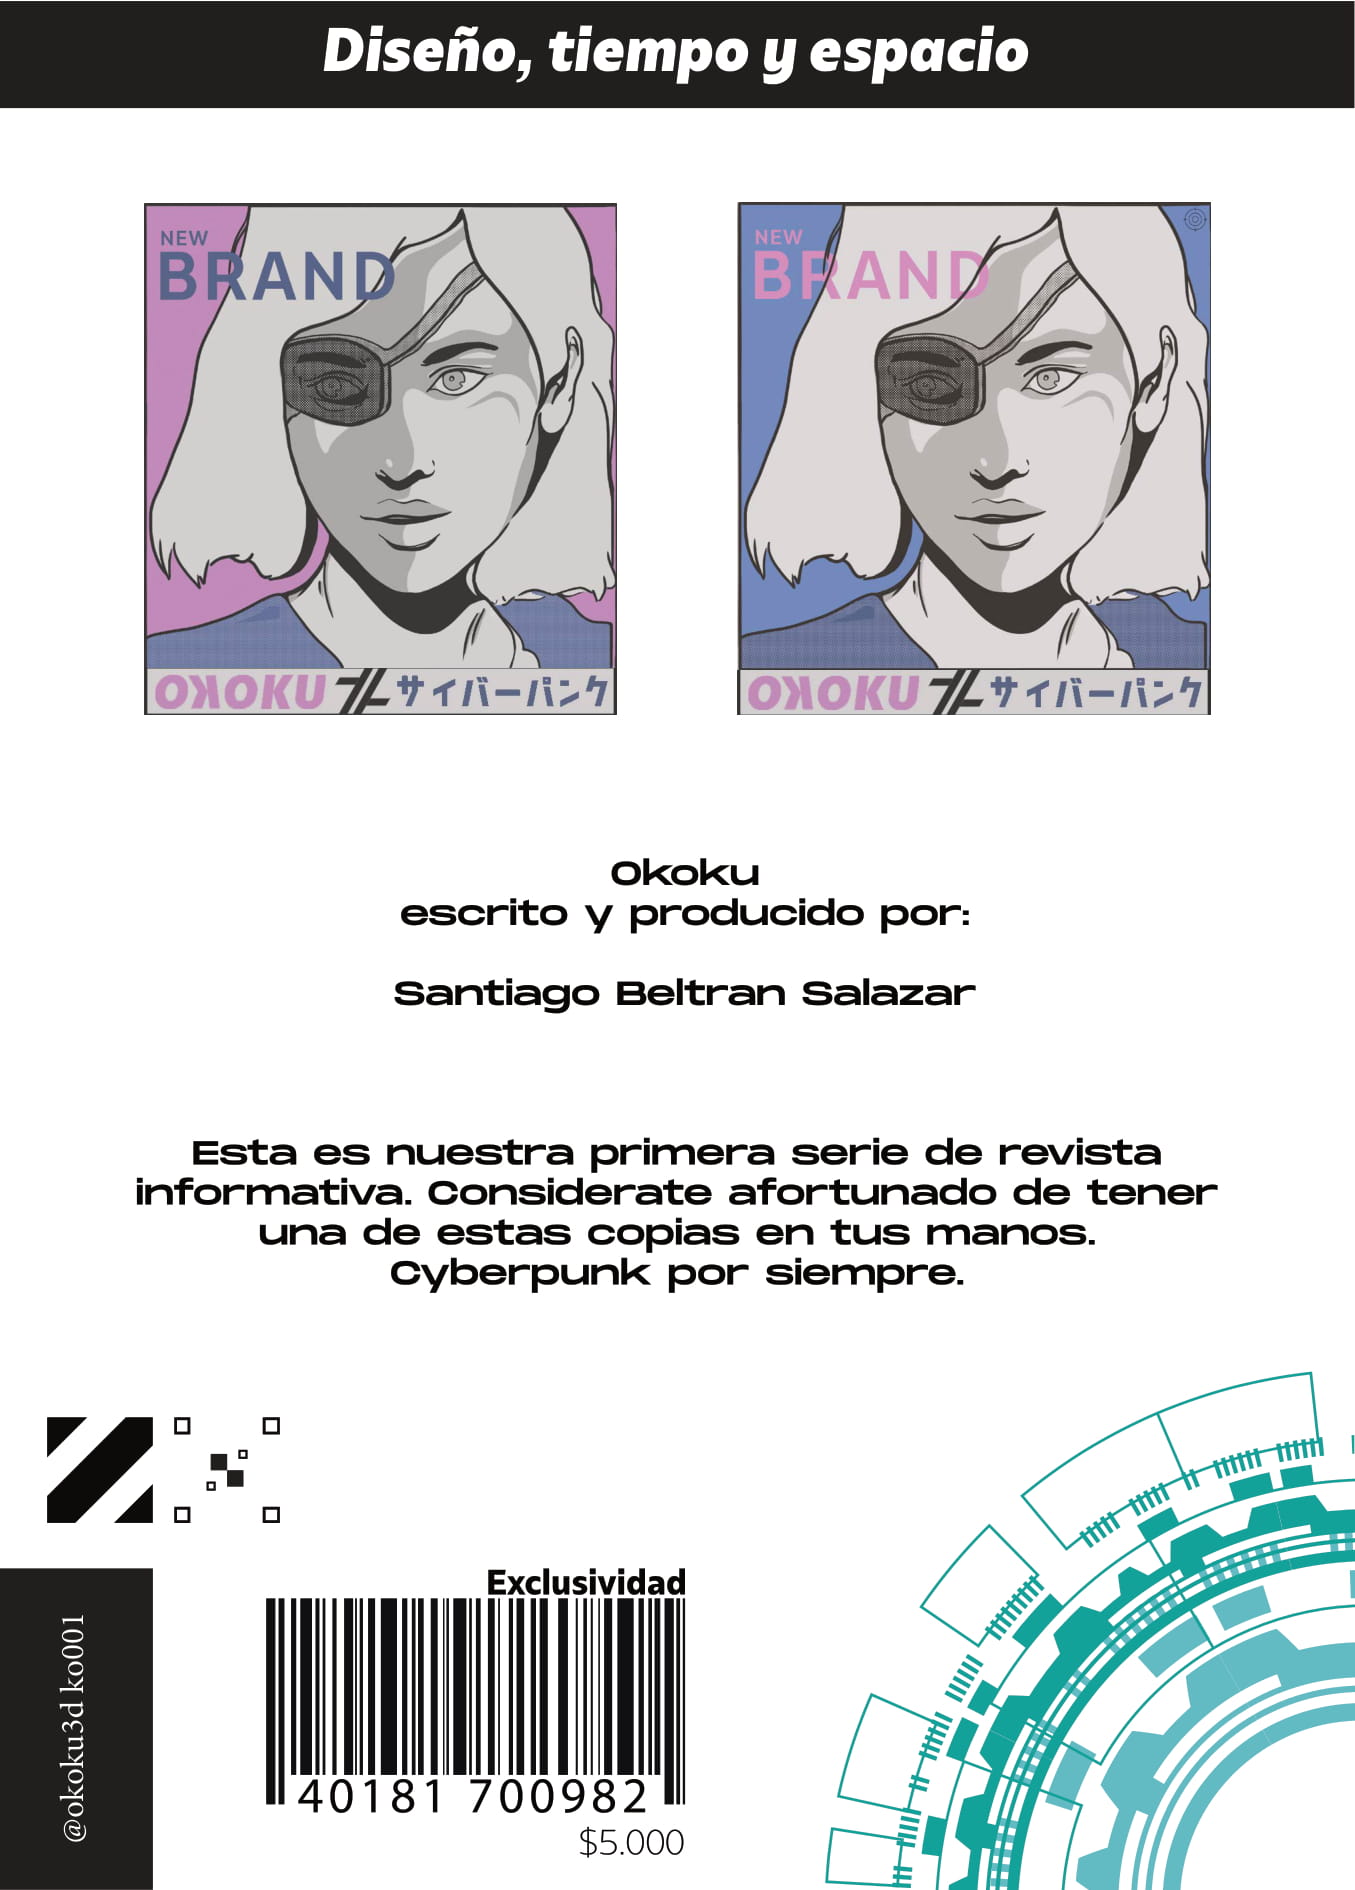 Diseño, tiempo y espacio
NEW
BRAND
OKOKU サイバーパンク
NEW
BRAND
OKOKU サイバーパンク
Okoku
escrito y producido por:
Santiago Beltran Salazar
Esta es nuestra primera serie de revista
informativa. Considerate afortunado de tener
una de estas copias en tus manos.
Cyberpunk por siempre.
@okoku3d ko001
Exclusividad
40181 700982
$5.000